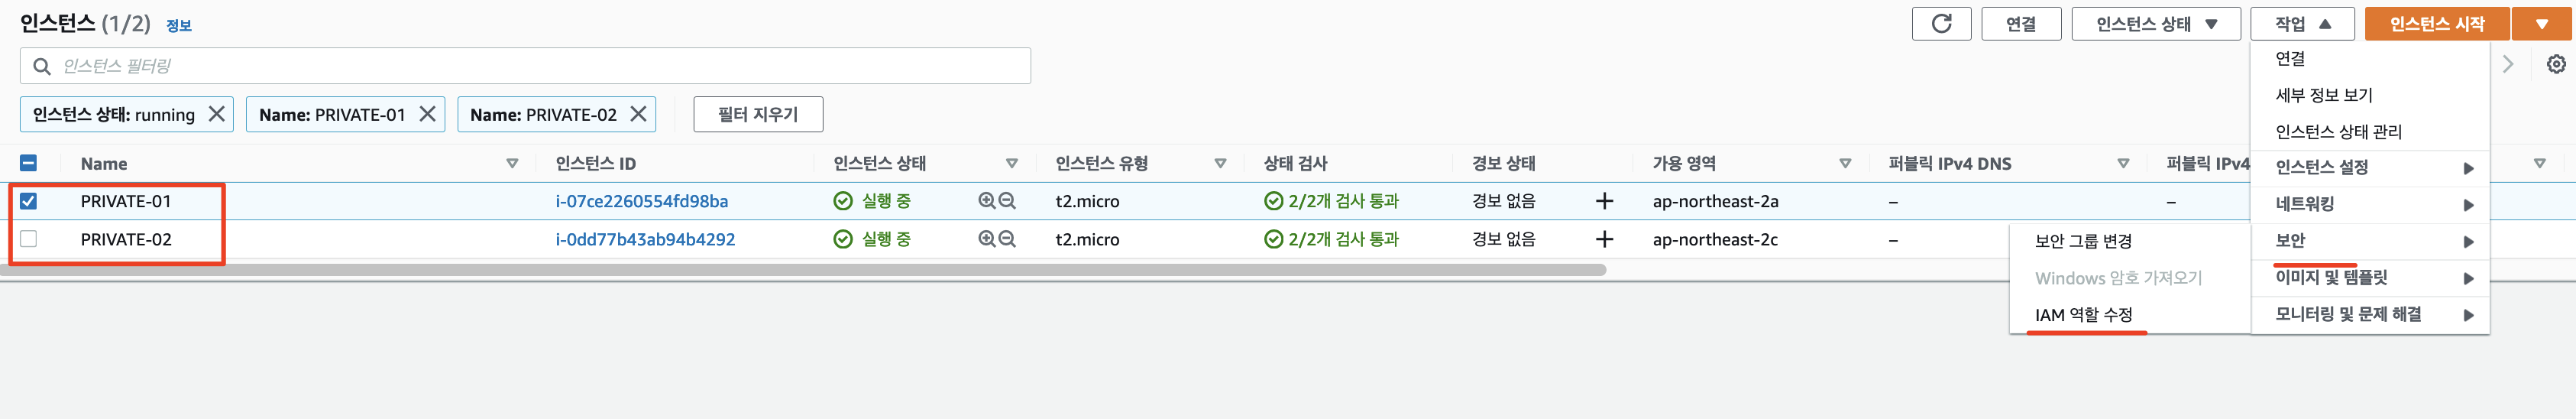 인스턴스 (1/2) 정보
연결 인스턴스 상태 작업 인스턴스 시작
인스턴스 필터링
인스턴스 상태: running Name: PRIVATE-01 Name: PRIVATE-02 필터 지우기
Name 인스턴스 ID 인스턴스 상태 인스턴스 유형 상태 검사 경보 상태 가용 영역 퍼블릭 IPv4 DNS 퍼블릭 IPv4
PRIVATE-01 i-07ce2260554fd98ba 실행 중 t2.micro 2/2개 검사 통과 경보 없음 + ap-northeast-2a – –
PRIVATE-02 i-0dd77b43ab94b4292 실행 중 t2.micro 2/2개 검사 통과 경보 없음 + ap-northeast-2c –
연결
세부 정보 보기
인스턴스 상태 관리
인스턴스 설정
네트워킹
보안
이미지 및 템플릿
모니터링 및 문제 해결
보안 그룹 변경
Windows 암호 가져오기
IAM 역할 수정